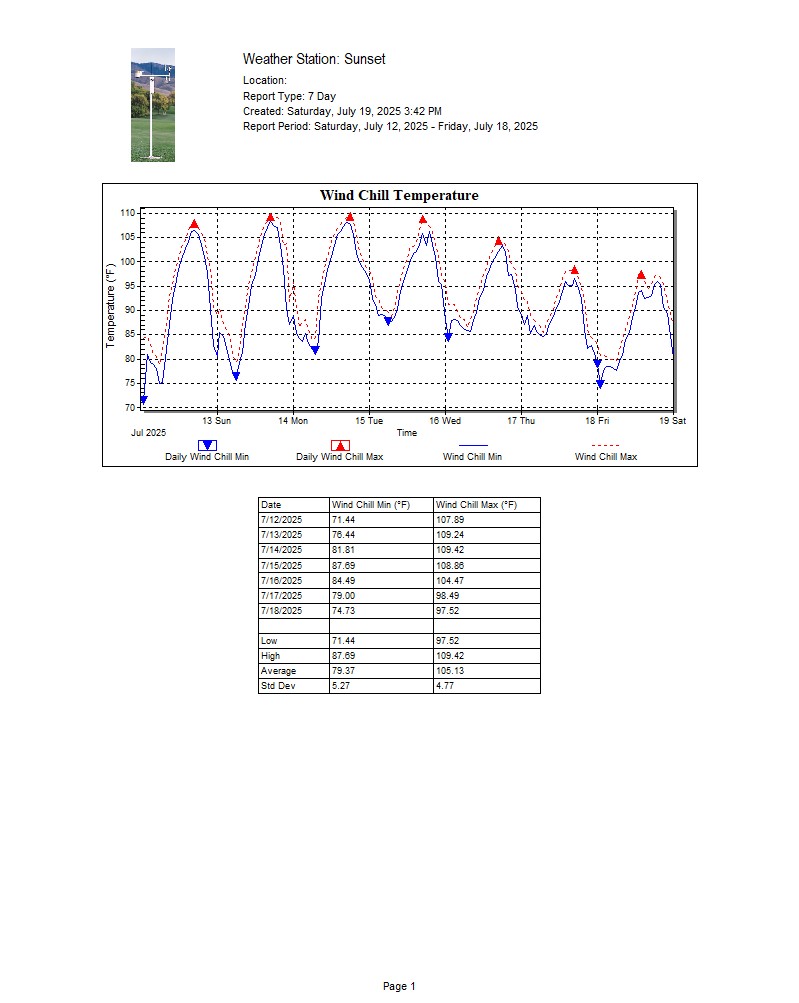 Weather Station: Sunset
Location:
Report Type: 7 Day
Created: Saturday, July 19, 2025 3:42 PM
Report Period: Saturday, July 12, 2025 - Friday, July 18, 2025
Wind Chill Temperature
Temperature (°F)
110
105
100
95
90
85
80
75
70
13 Sun 14 Mon 15 Tue 16 Wed 17 Thu 18 Fri 19 Sat
Jul 2025 Time
Daily Wind Chill Min Daily Wind Chill Max Wind Chill Min Wind Chill Max
Date Wind Chill Min (°F) Wind Chill Max (°F)
7/12/2025 71.44 107.89
7/13/2025 76.44 109.24
7/14/2025 81.81 109.42
7/15/2025 87.69 108.86
7/16/2025 84.49 104.47
7/17/2025 79.00 98.49
7/18/2025 74.73 97.52
Low 71.44 97.52
High 87.69 109.42
Average 79.37 105.13
Std Dev 5.27 4.77
Page 1